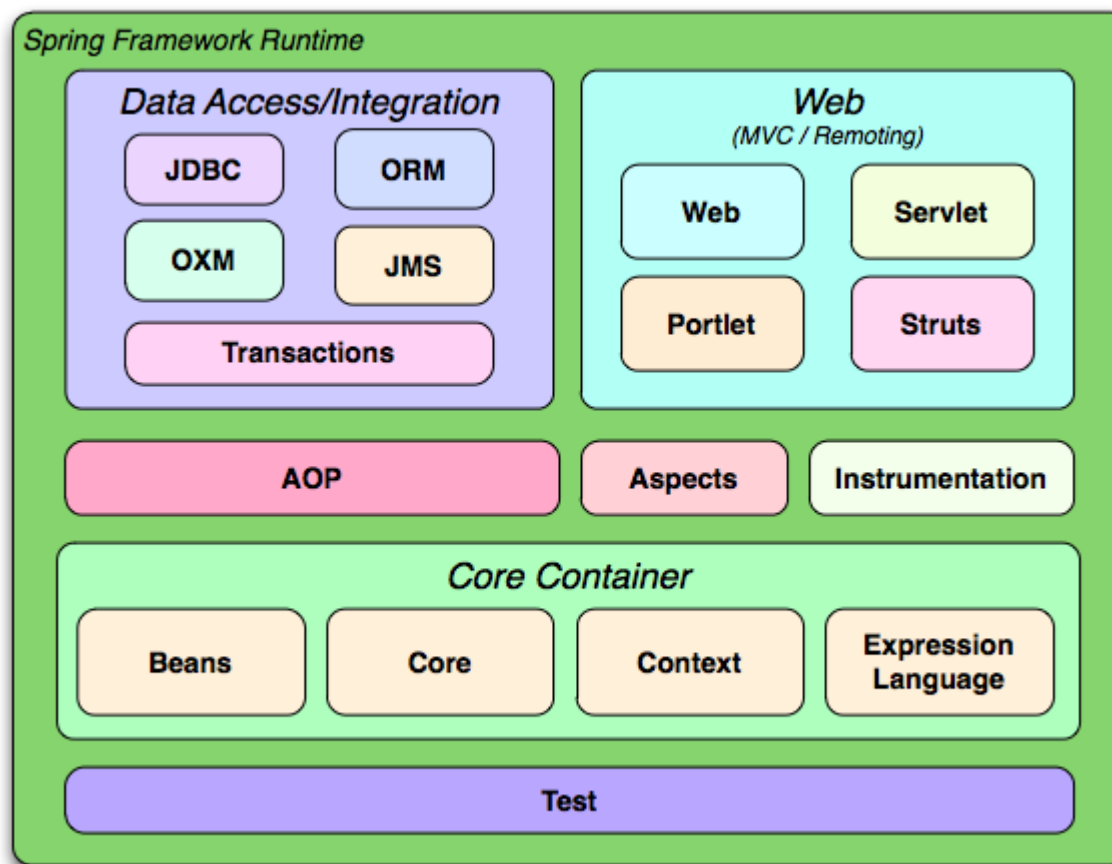 Spring Framework Runtime
Data Access/Integration
JDBC
ORM
OXM
JMS
Transactions
Web
(MVC / Remoting)
Web
Servlet
Portlet
Struts
AOP
Aspects
Instrumentation
Core Container
Beans
Core
Context
Expression
Language
Test